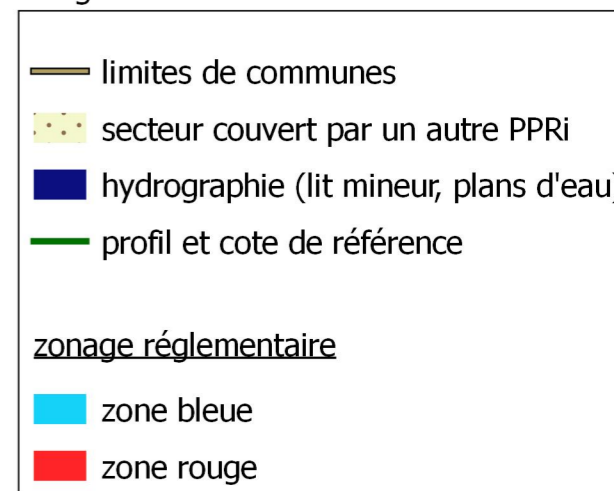 limites de communes
secteur couvert par un autre PPRi
hydrographie (lit mineur, plans d'eau)
profil et cote de référence
zonage réglementaire
zone bleue
zone rouge